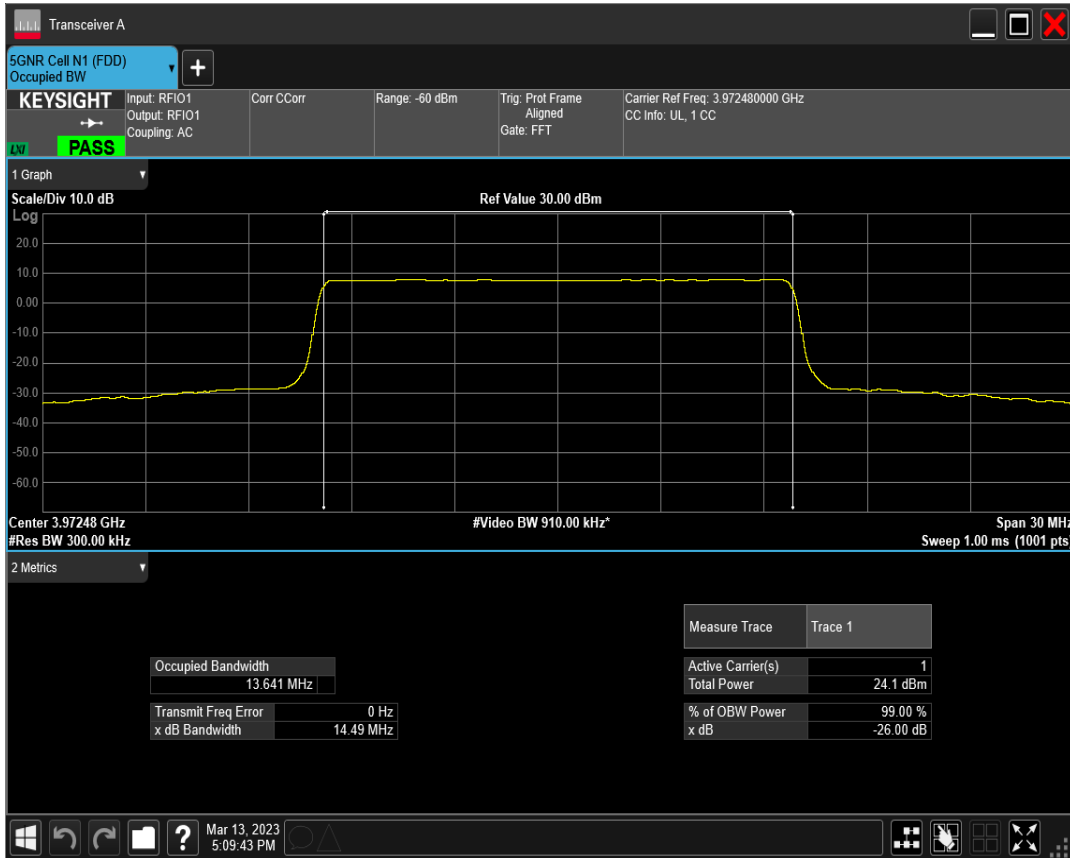 Transceiver A
5GNR Cell N1 (FDD)
Occupied BW
+
KEYSIGHT
LXI
PASS
Input: RFIO1
Output: RFIO1
Coupling: AC
Corr CCorr
Range: -60 dBm
Trig: Prot Frame
Aligned
Gate: FFT
Carrier Ref Freq: 3.972480000 GHz
CC Info: UL, 1 CC
1 Graph
Scale/Div 10.0 dB
Ref Value 30.00 dBm
Log
20.0
10.0
0.00
-10.0
-20.0
-30.0
-40.0
-50.0
-60.0
Center 3.97248 GHz
#Video BW 910.00 kHz*
Span 30 MHz
#Res BW 300.00 kHz
Sweep 1.00 ms (1001 pts)
2 Metrics
Measure Trace Trace 1
Occupied Bandwidth
13.641 MHz
Active Carrier(s) 1
Total Power 24.1 dBm
Transmit Freq Error 0 Hz
x dB Bandwidth 14.49 MHz
% of OBW Power 99.00 %
x dB -26.00 dB
?
Mar 13, 2023
5:09:43 PM